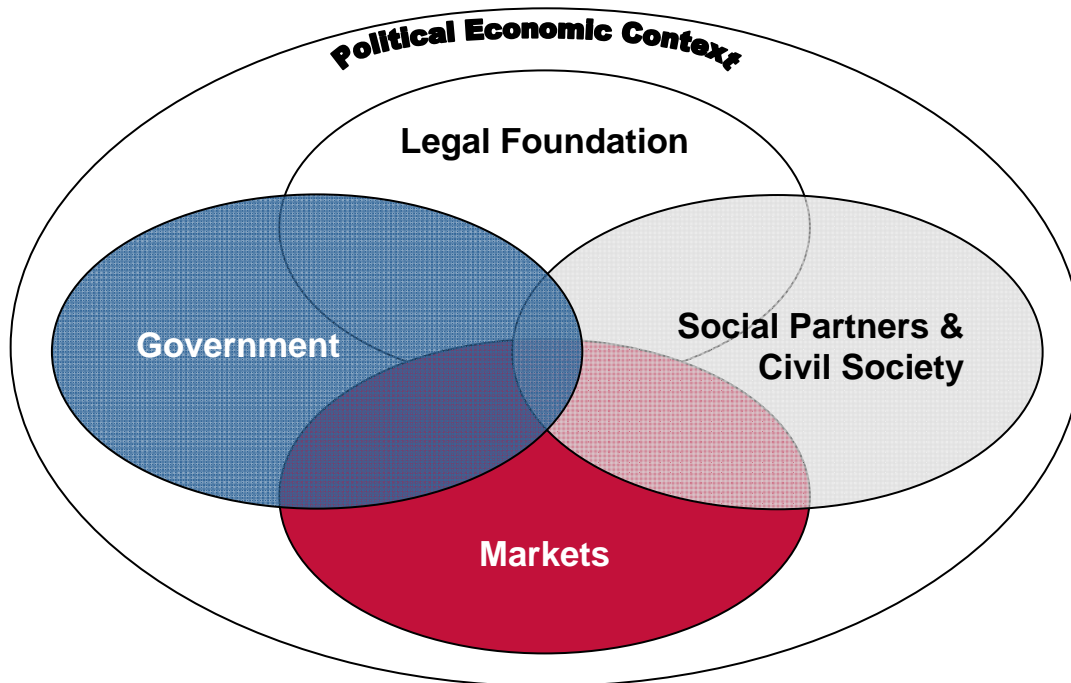 Political Economic Context
Legal Foundation
Government
Social Partners &
Civil Society
Markets